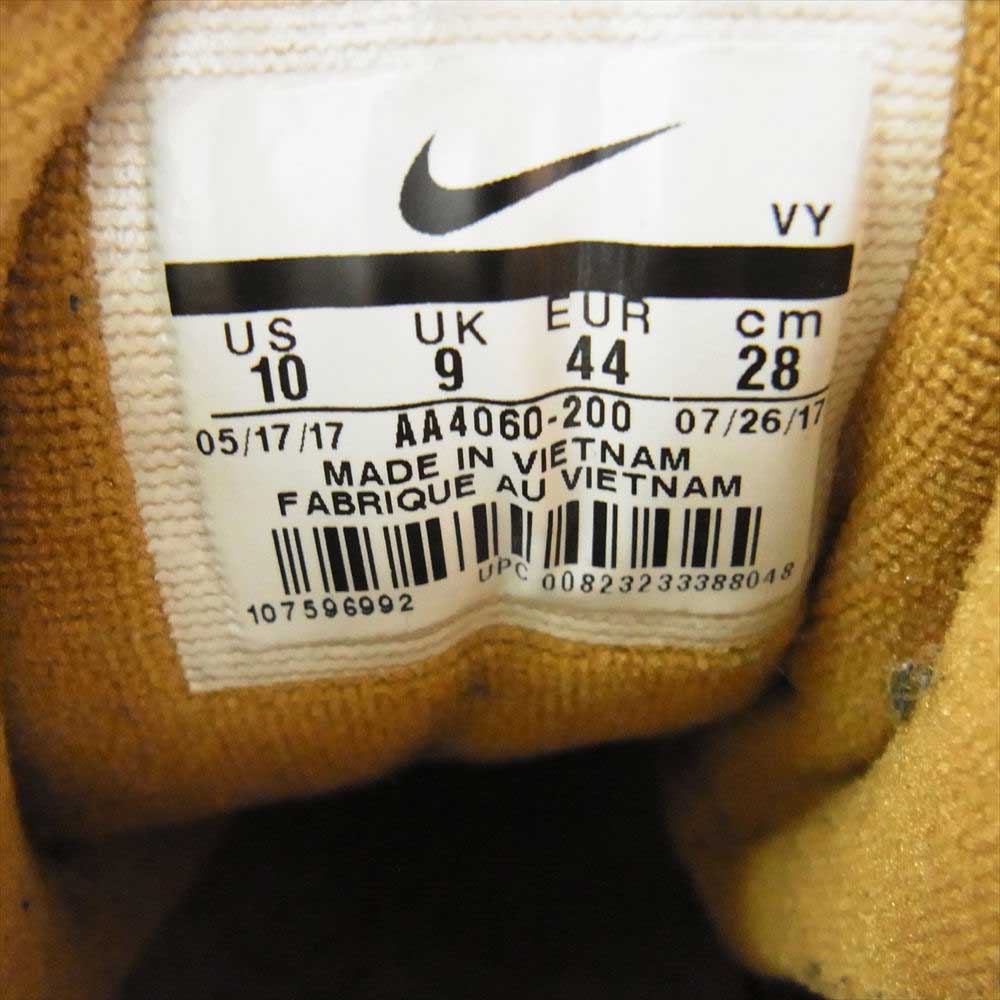 VY
US UK EUR cm
10 9 44 28
05/17/17 AA4060-200 07/26/17
MADE IN VIETNAM
FABRIQUE AU VIETNAM
107596992 UPC 00823233388048